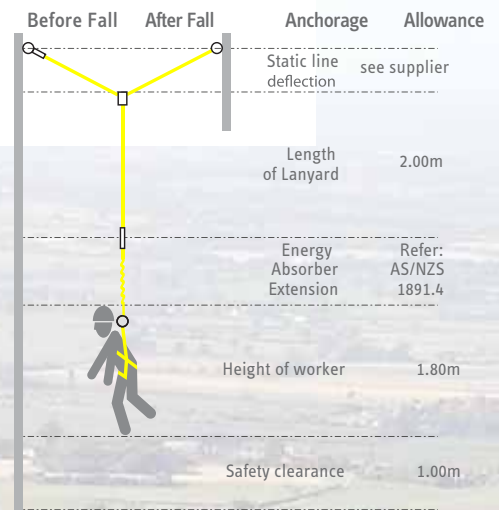 Before Fall After Fall Anchorage Allowance
Static line
deflection
see supplier
Length
of Lanyard
2.00m
Energy
Absorber
Extension
Refer:
AS/NZS
1891.4
Height of worker 1.80m
Safety clearance 1.00m